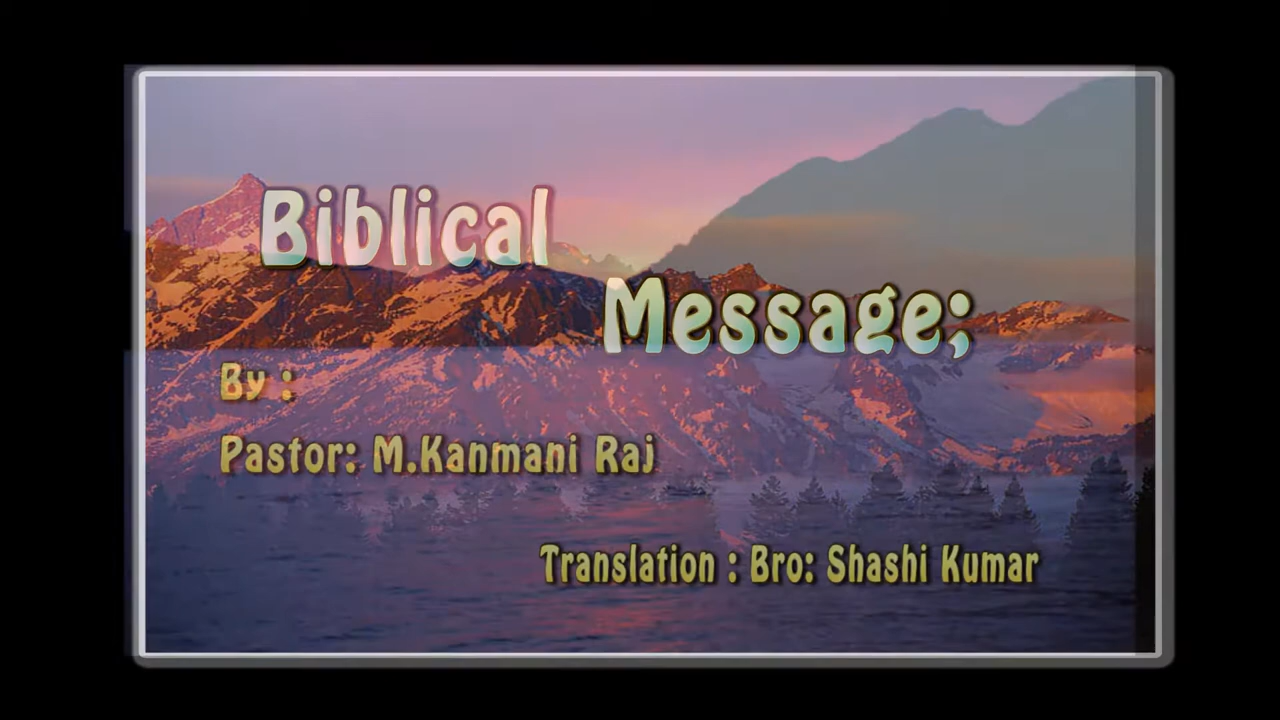 Biblical
Message;
By :
Pastor: M.Kanmani Raj
Translation : Bro: Shashi Kumar